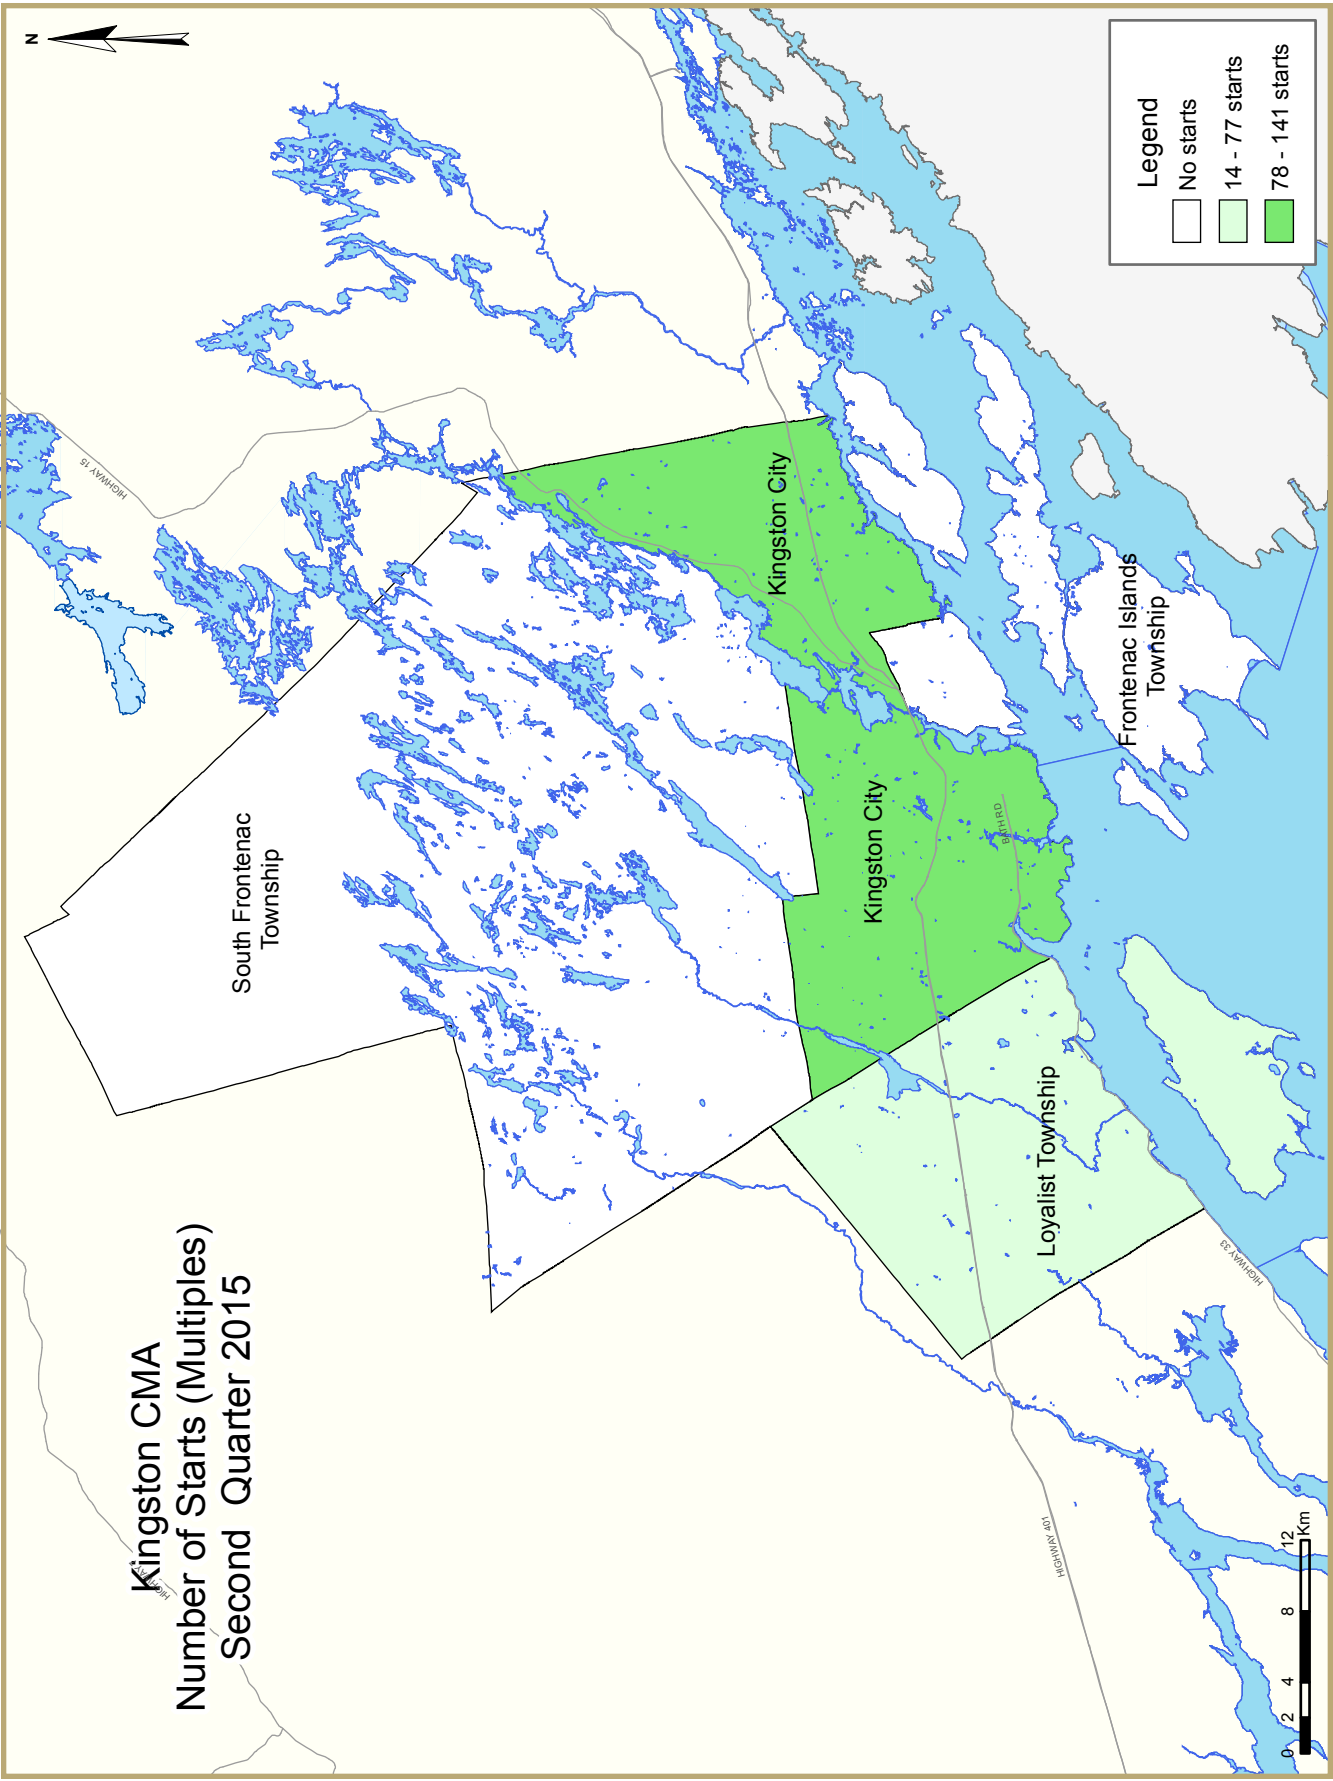 Kingston CMA
Number of Starts (Multiples)
Second Quarter 2015
N
HIGHWAY 15
South Frontenac
Township
Kingston City
Kingston City
BATH RD
Frontenac Islands
Township
Loyalist Township
HIGHWAY 33
HIGHWAY 401
HIGHWAY
Legend
No starts
14 - 77 starts
78 - 141 starts
0 2 4 8 12
Km